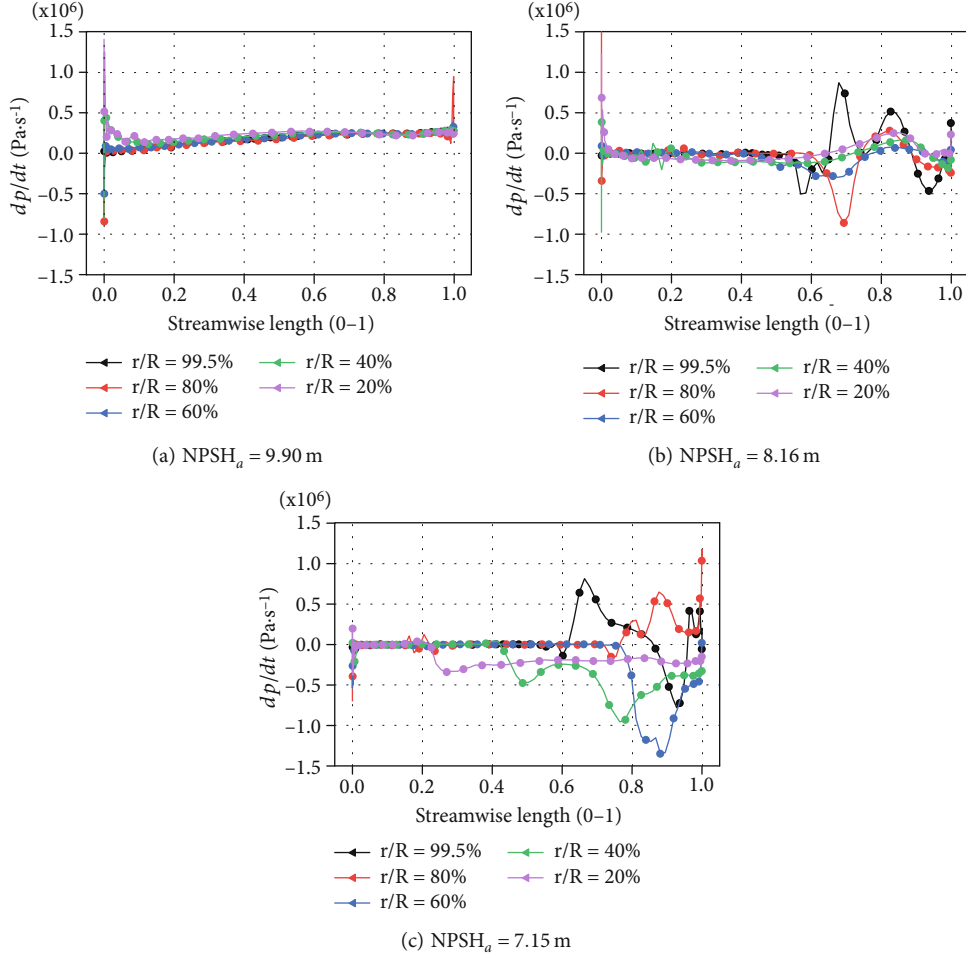 (x10⁶)
1.5
1.0
0.5
0.0
−0.5
−1.0
−1.5
dp/dt (Pa·s⁻¹)
0.0 0.2 0.4 0.6 0.8 1.0
Streamwise length (0–1)
r/R = 99.5% r/R = 40%
r/R = 80% r/R = 20%
r/R = 60%
(a) NPSHₐ = 9.90 m
(x10⁶)
1.5
1.0
0.5
0.0
−0.5
−1.0
−1.5
dp/dt (Pa·s⁻¹)
0.0 0.2 0.4 0.6 0.8 1.0
Streamwise length (0–1)
r/R = 99.5% r/R = 40%
r/R = 80% r/R = 20%
r/R = 60%
(b) NPSHₐ = 8.16 m
(x10⁶)
1.5
1.0
0.5
0.0
−0.5
−1.0
−1.5
dp/dt (Pa·s⁻¹)
0.0 0.2 0.4 0.6 0.8 1.0
Streamwise length (0–1)
r/R = 99.5% r/R = 40%
r/R = 80% r/R = 20%
r/R = 60%
(c) NPSHₐ = 7.15 m